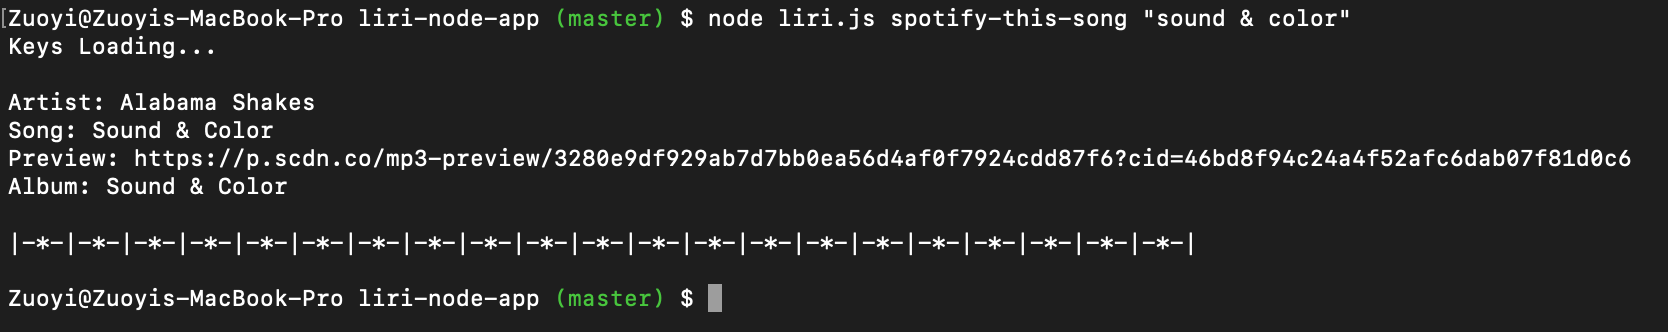 [Zuoyi@Zuoyis-MacBook-Pro liri-node-app (master) $ node liri.js spotify-this-song "sound & color"
Keys Loading...
Artist: Alabama Shakes
Song: Sound & Color
Preview: https://p.scdn.co/mp3-preview/3280e9df929ab7d7bb0ea56d4af0f7924cdd87f6?cid=46bd8f94c24a4f52afc6dab07f81d0c6
Album: Sound & Color
|-*-|-*-|-*-|-*-|-*-|-*-|-*-|-*-|-*-|-*-|-*-|-*-|-*-|-*-|-*-|-*-|-*-|-*-|-*-|-*-|-*-|
Zuoyi@Zuoyis-MacBook-Pro liri-node-app (master) $